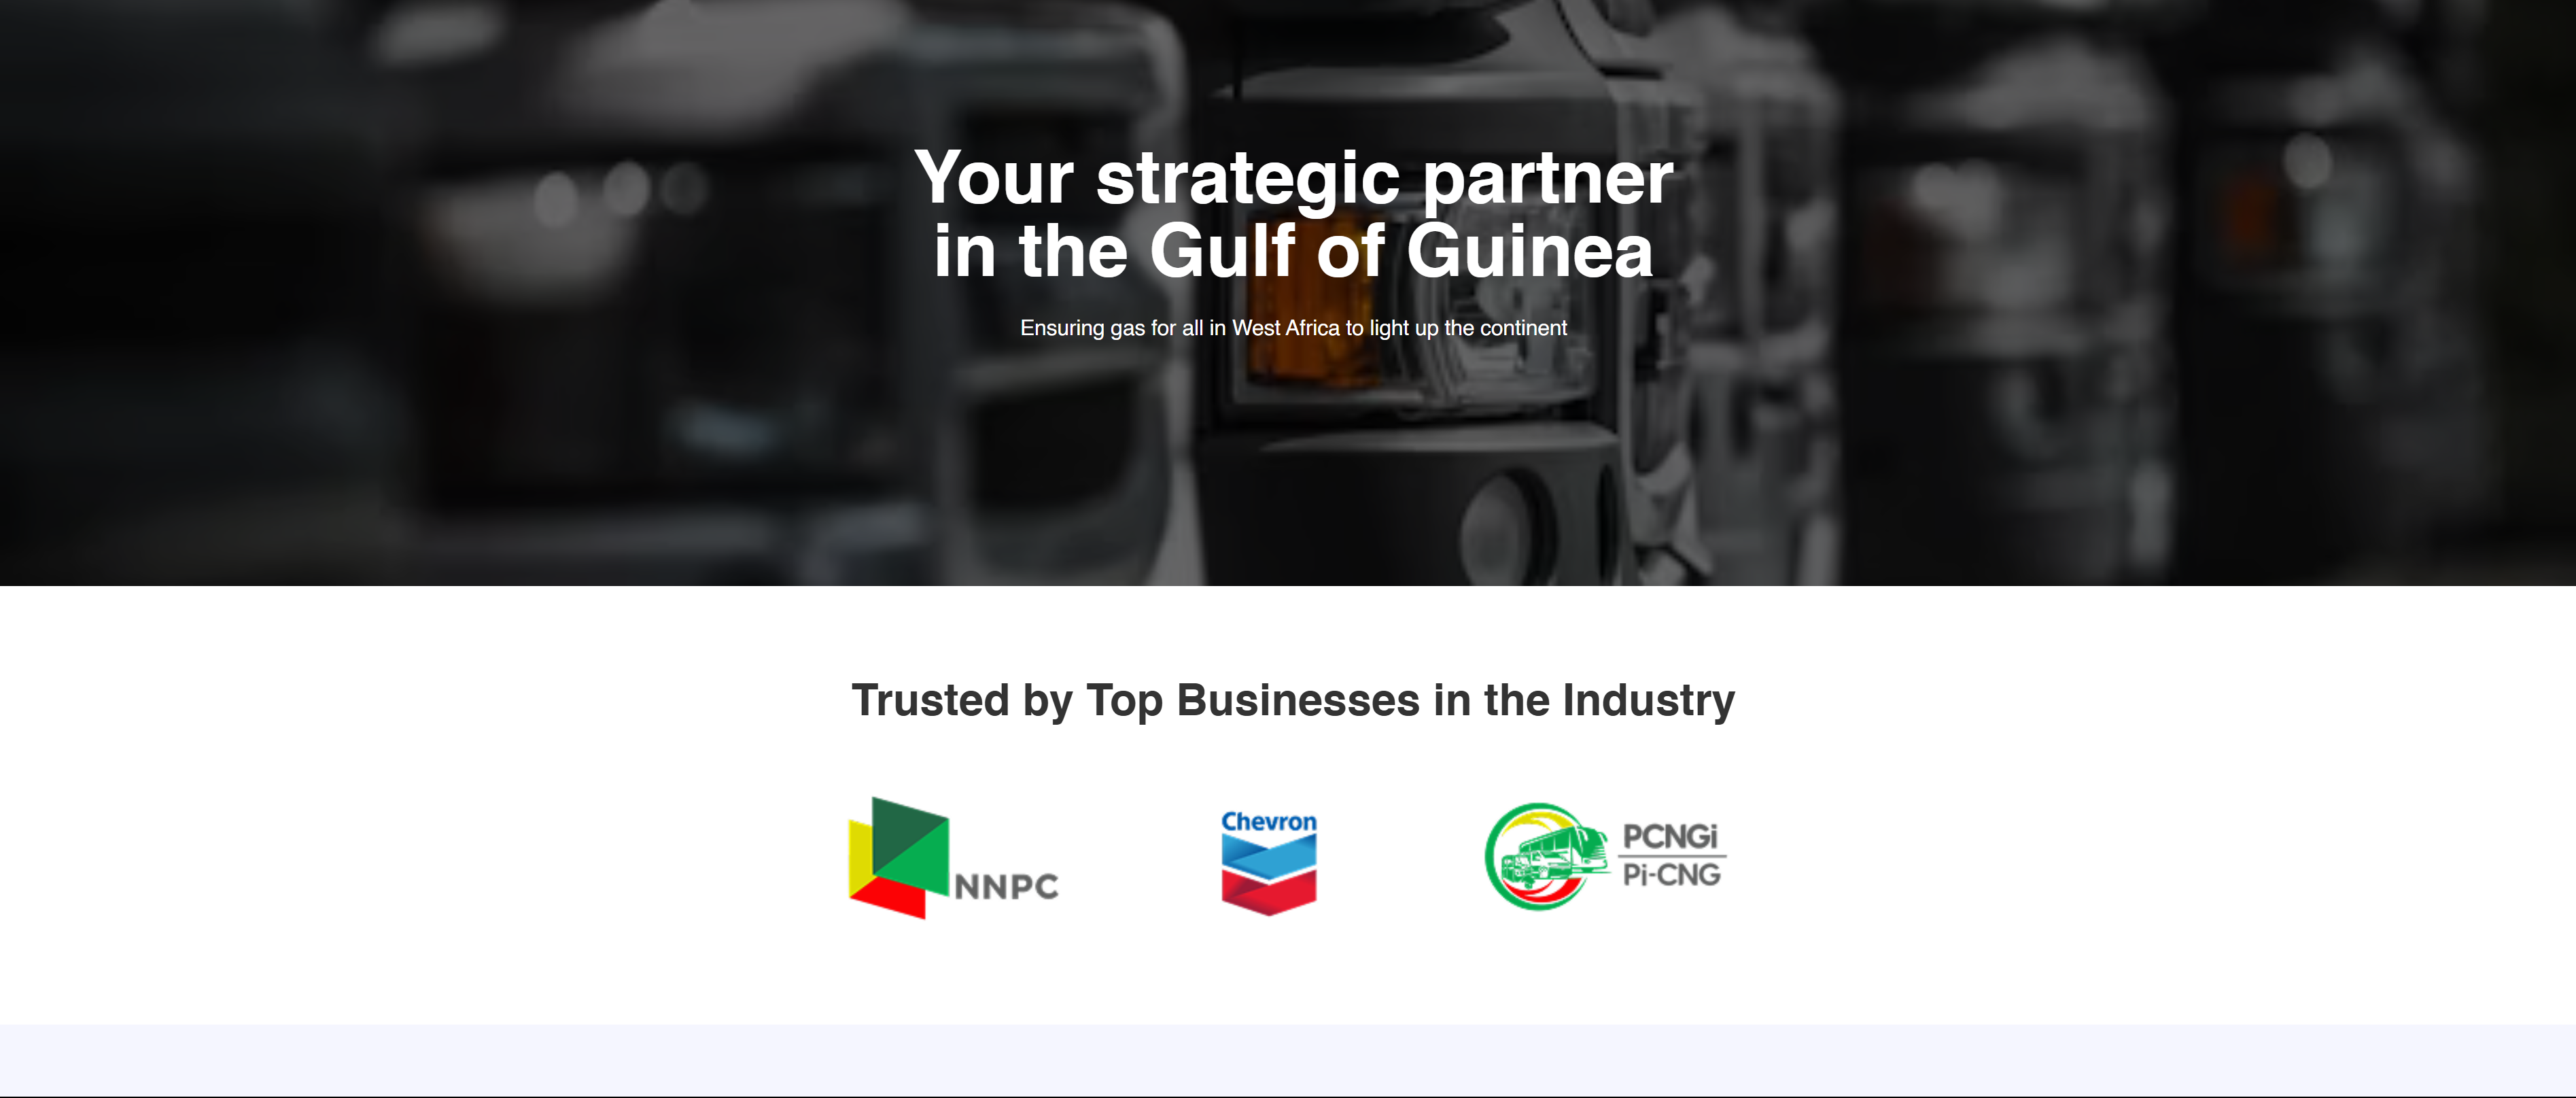 Your strategic partner
in the Gulf of Guinea
Ensuring gas for all in West Africa to light up the continent
Trusted by Top Businesses in the Industry
NNPC
Chevron
PCNGi
Pi-CNG